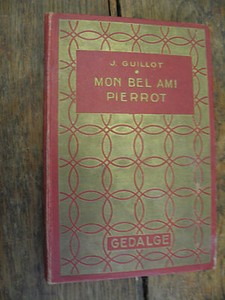 J. GUILLOT
MON BEL AMI
PIERROT
GEDALGE